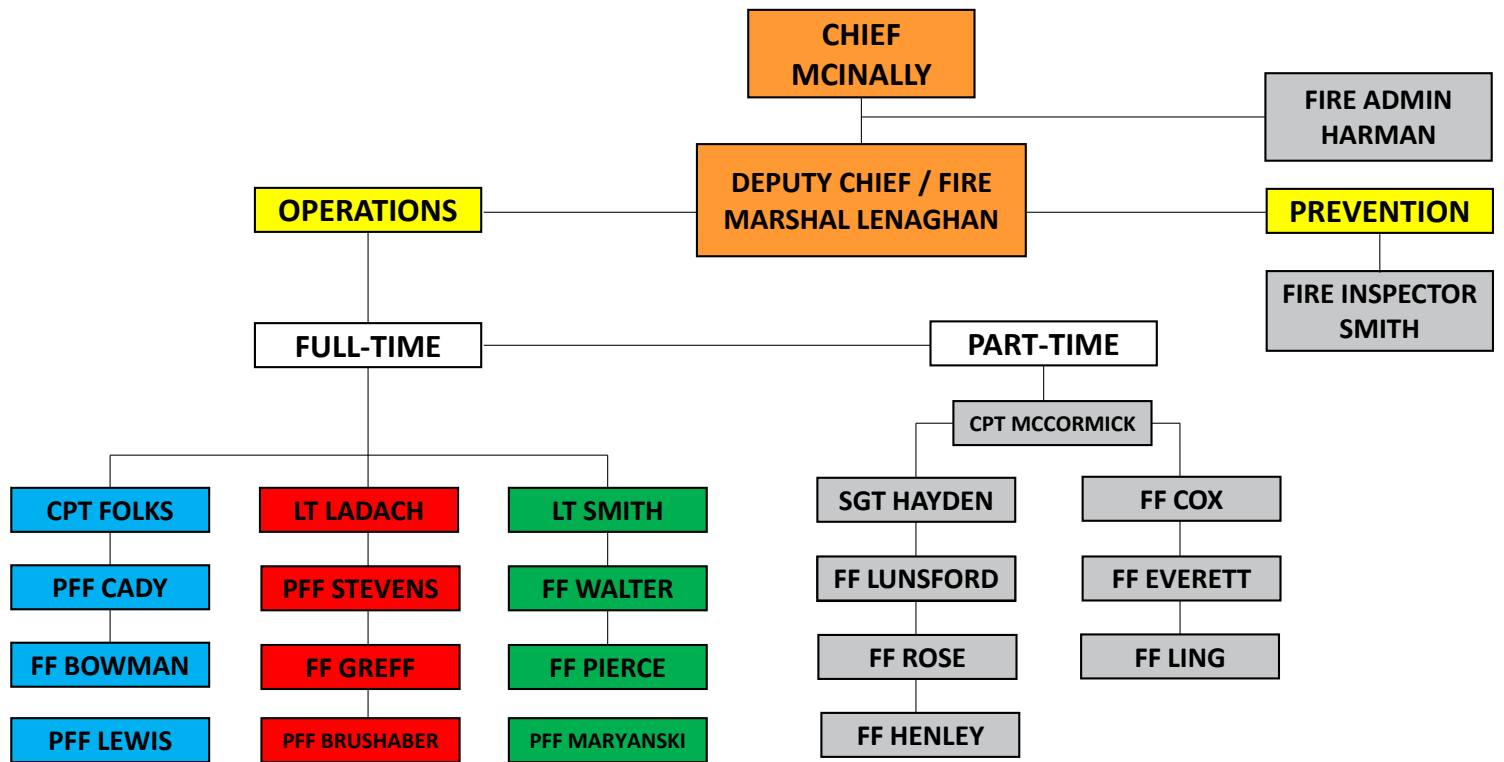 CHIEF
MCINALLY
FIRE ADMIN
HARMAN
DEPUTY CHIEF / FIRE
MARSHAL LENAGHAN
OPERATIONS
PREVENTION
FIRE INSPECTOR
SMITH
FULL-TIME
PART-TIME
CPT MCCORMICK
CPT FOLKS
LT LADACH
LT SMITH
SGT HAYDEN
FF COX
PFF CADY
PFF STEVENS
FF WALTER
FF LUNSFORD
FF EVERETT
FF BOWMAN
FF GREFF
FF PIERCE
FF ROSE
FF LING
PFF LEWIS
PFF BRUSHABER
PFF MARYANSKI
FF HENLEY